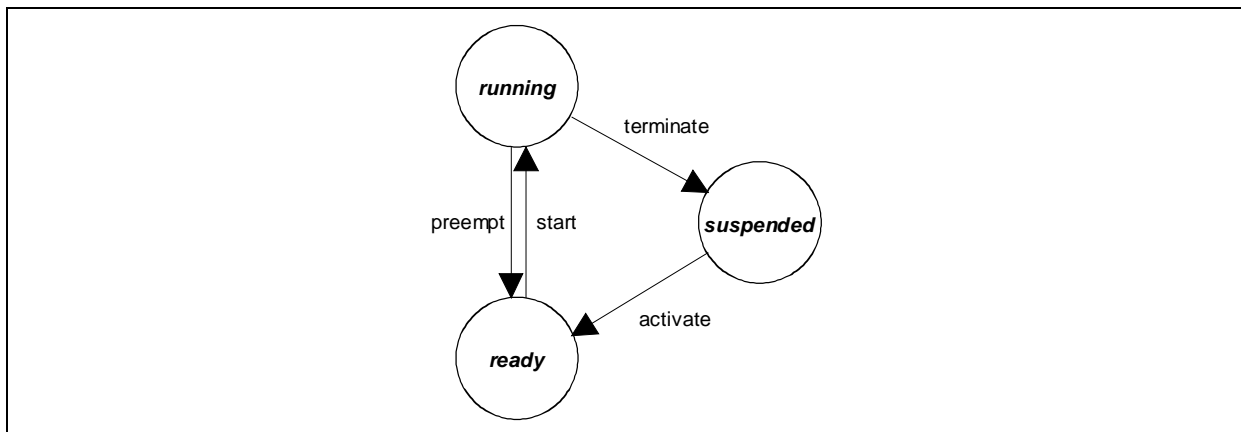 running
terminate
suspended
preempt
start
activate
ready